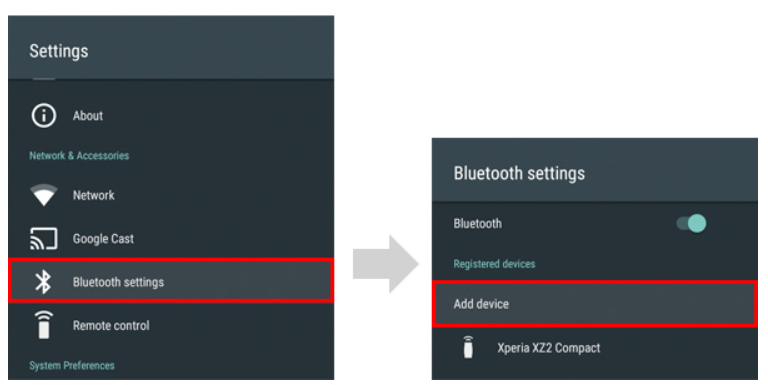 Settings
About
Network & Accessories
Network
Google Cast
Bluetooth settings
Remote control
System Preferences
Bluetooth settings
Bluetooth
Registered devices
Add device
Xperia XZ2 Compact